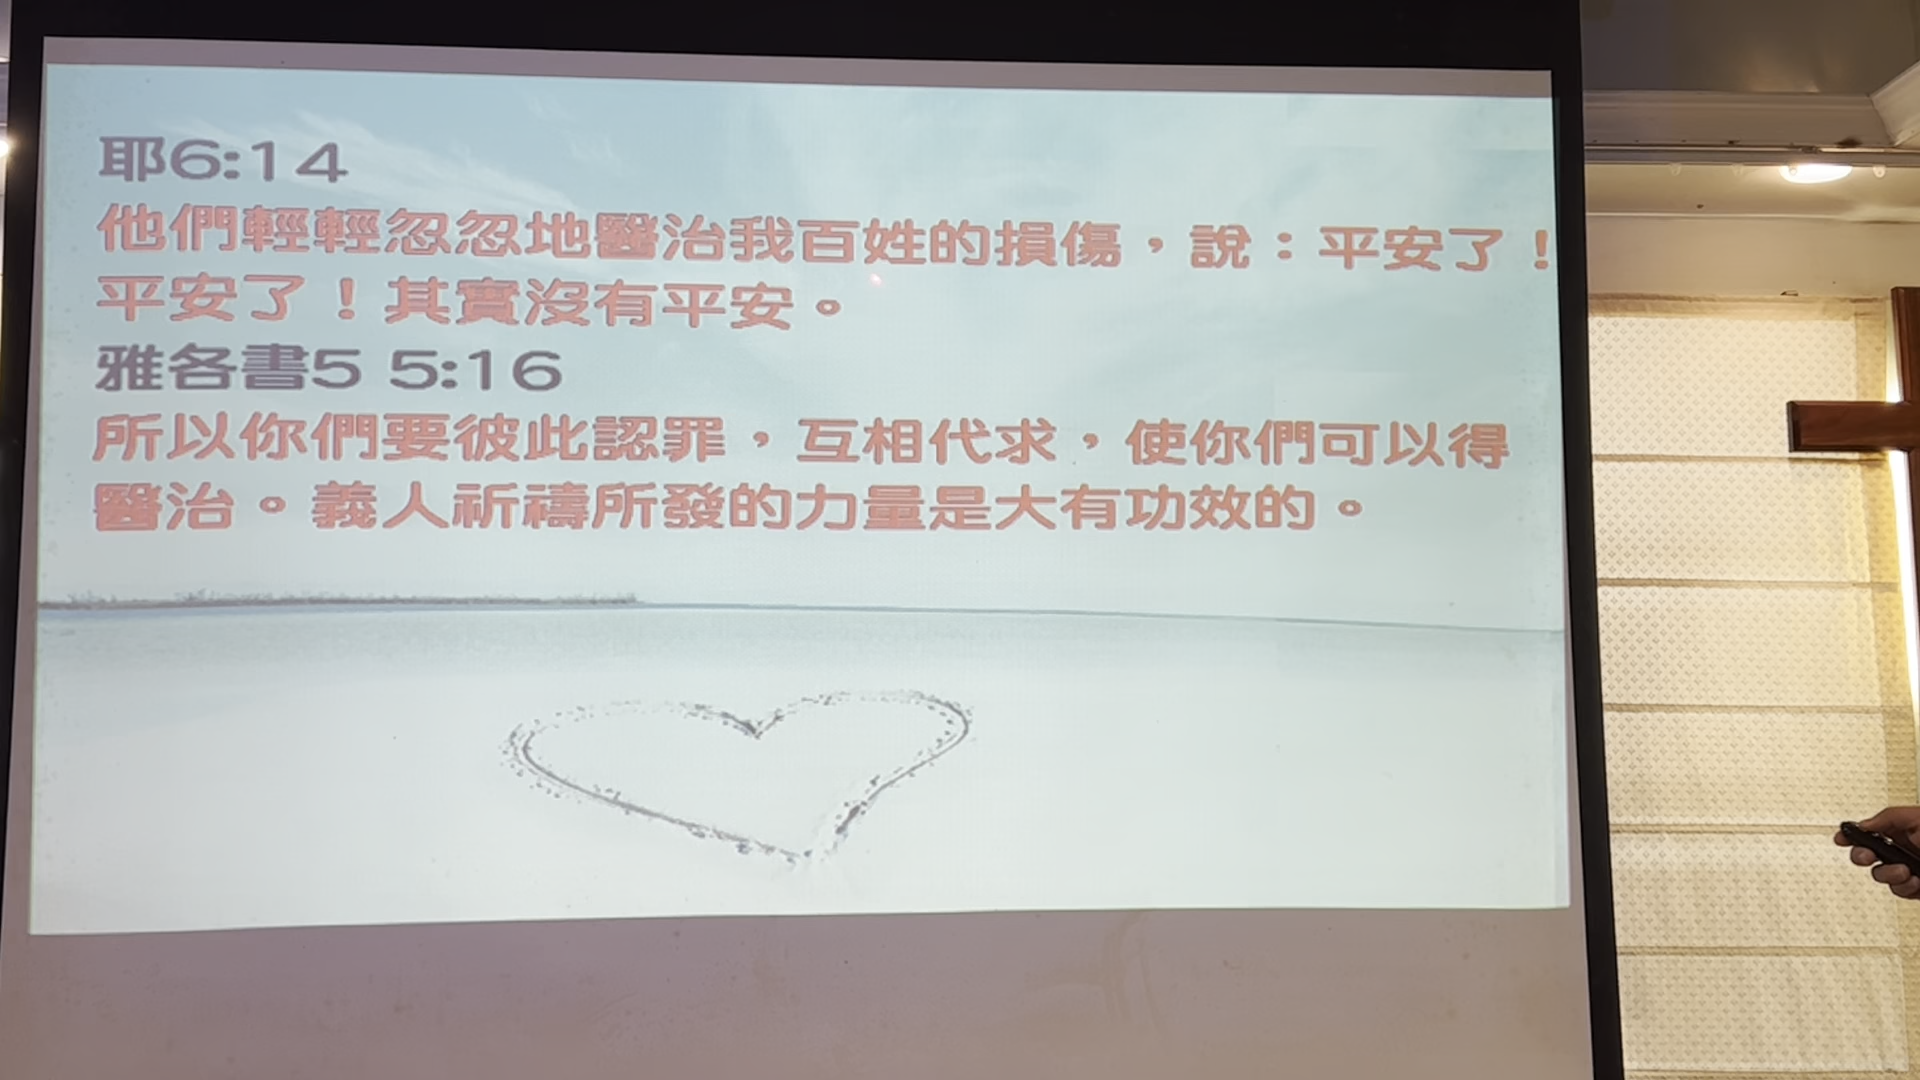 耶6:14
他們輕輕忽忽地醫治我百姓的損傷，說：平安了！
平安了！其實沒有平安。
雅各書5 5:16
所以你們要彼此認罪，互相代求，使你們可以得
醫治。義人祈禱所發的力量是大有功效的。